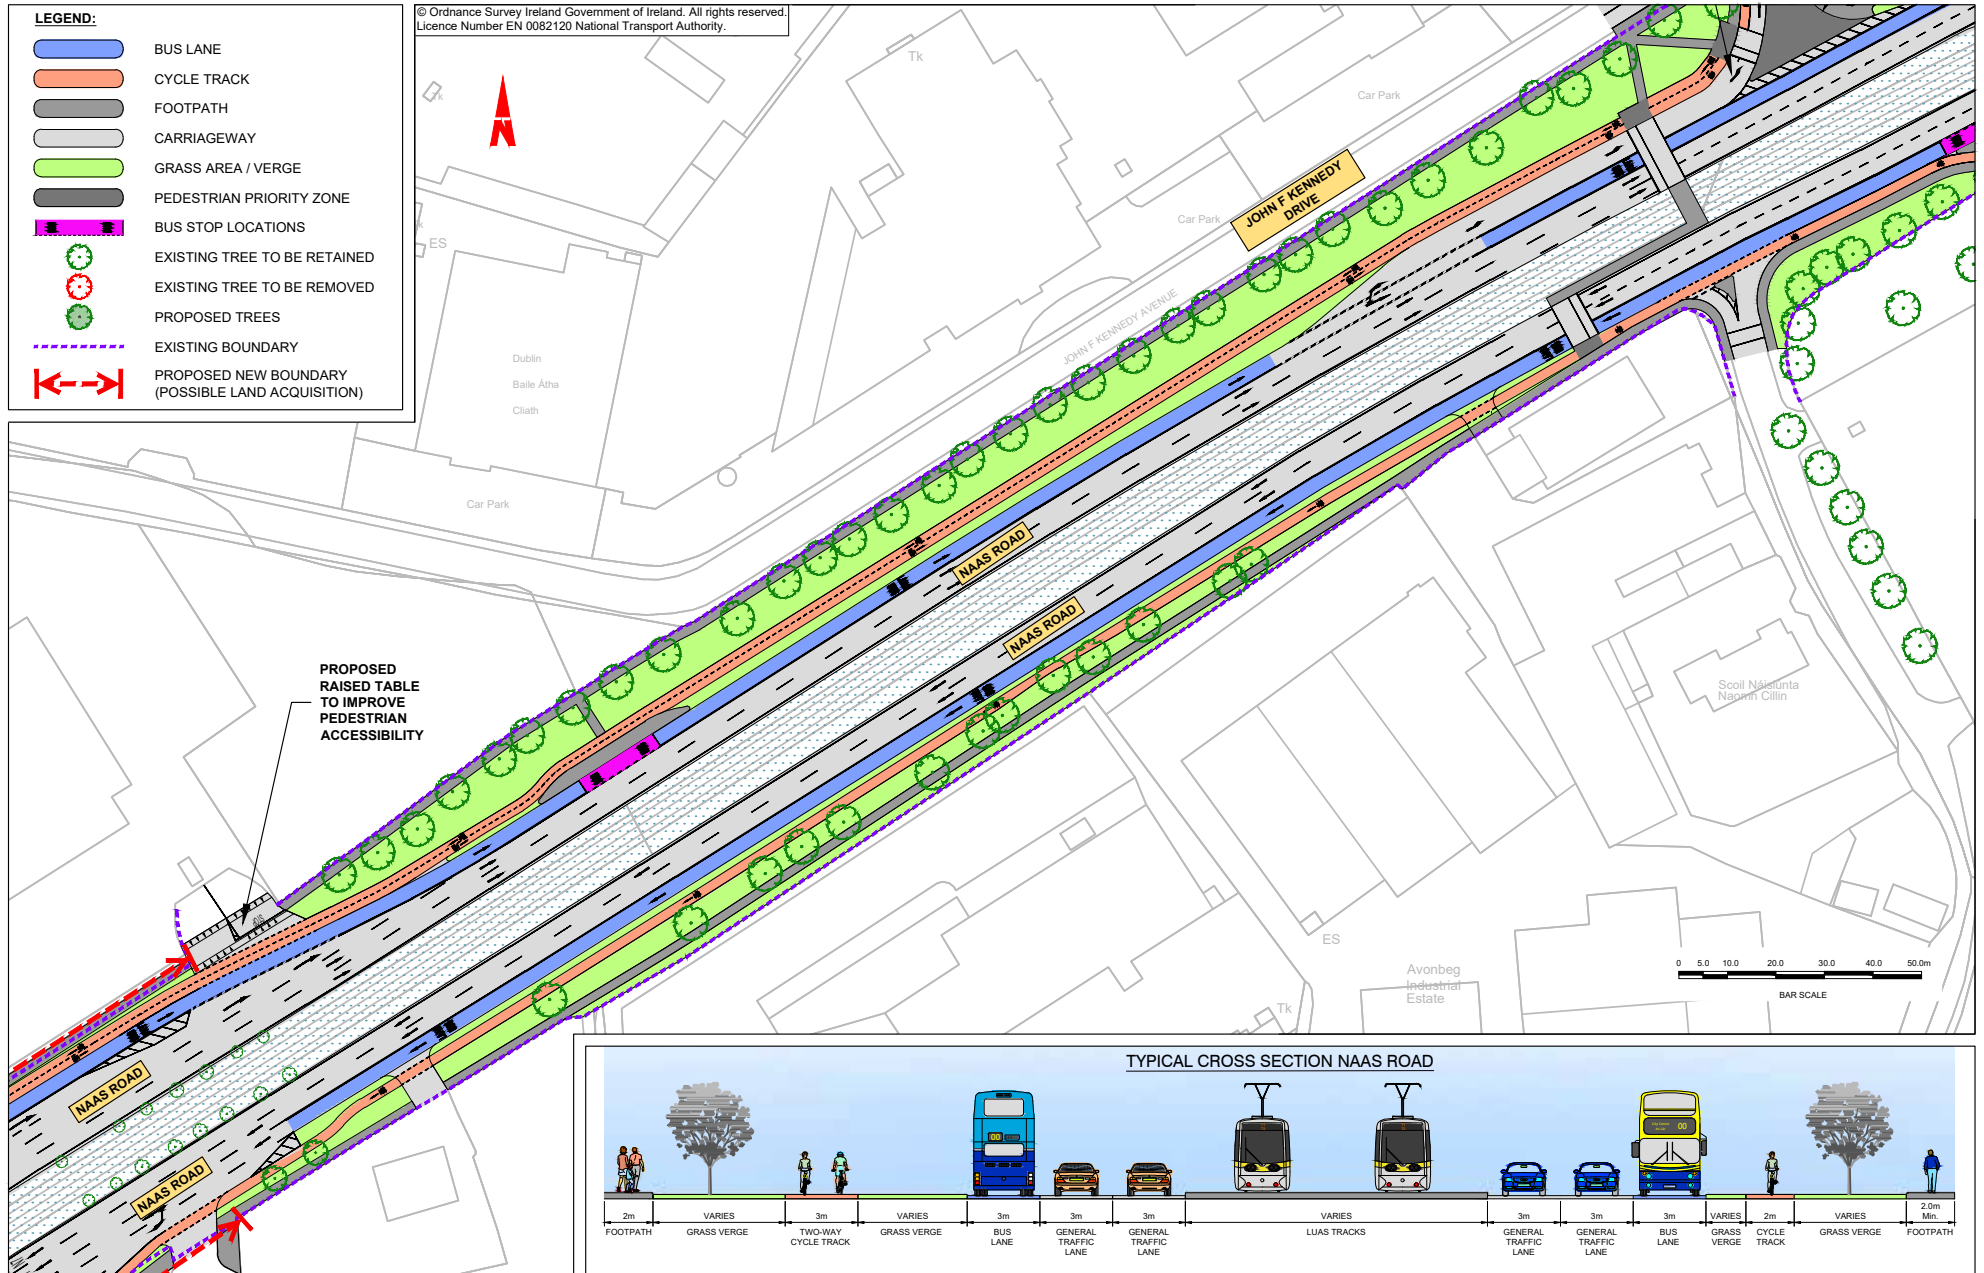 LEGEND:
BUS LANE
CYCLE TRACK
FOOTPATH
CARRIAGEWAY
GRASS AREA / VERGE
PEDESTRIAN PRIORITY ZONE
BUS STOP LOCATIONS
EXISTING TREE TO BE RETAINED
EXISTING TREE TO BE REMOVED
PROPOSED TREES
EXISTING BOUNDARY
PROPOSED NEW BOUNDARY
(POSSIBLE LAND ACQUISITION)
© Ordnance Survey Ireland Government of Ireland. All rights reserved.
Licence Number EN 0082120 National Transport Authority.
N
Tk
Tk
ES
Car Park
Car Park
JOHN F KENNEDY
DRIVE
JOHN F KENNEDY AVENUE
Dublin
Baile Átha
Cliath
Car Park
NAAS ROAD
NAAS ROAD
PROPOSED
RAISED TABLE
TO IMPROVE
PEDESTRIAN
ACCESSIBILITY
Scoil Náisiunta
Naomh Cillin
ES
Avonbeg
Industrial
Estate
Tk
0 5.0 10.0 20.0 30.0 40.0 50.0m
BAR SCALE
NAAS ROAD
NAAS ROAD
TYPICAL CROSS SECTION NAAS ROAD
00
00
2m VARIES 3m VARIES 3m 3m 3m VARIES 3m 3m 3m VARIES 2m VARIES 2.0m Min.
FOOTPATH
GRASS VERGE
TWO-WAY
CYCLE TRACK
GRASS VERGE
BUS
LANE
GENERAL
TRAFFIC
LANE
GENERAL
TRAFFIC
LANE
LUAS TRACKS
GENERAL
TRAFFIC
LANE
GENERAL
TRAFFIC
LANE
BUS
LANE
GRASS
VERGE
CYCLE
TRACK
GRASS VERGE
FOOTPATH